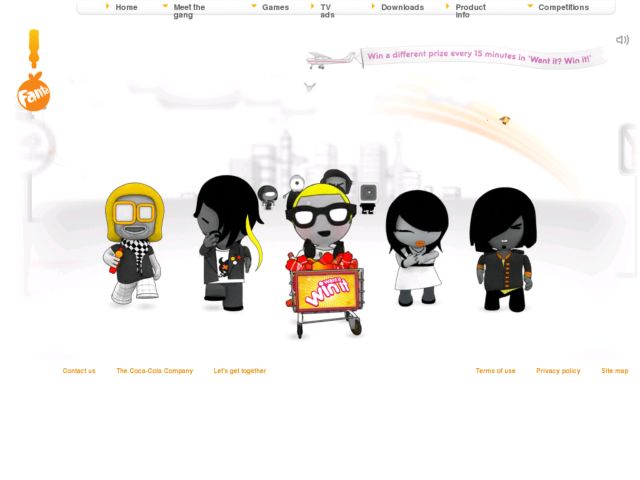 Home
Meet the
gang
Games
TV
ads
Downloads
Product
info
Competitions
Win a different prize every 15 minutes in 'Want it? Win it!'
Fanta
Want it?
win it
Contact us
The Coca-Cola Company
Let's get together
Terms of use
Privacy policy
Site map